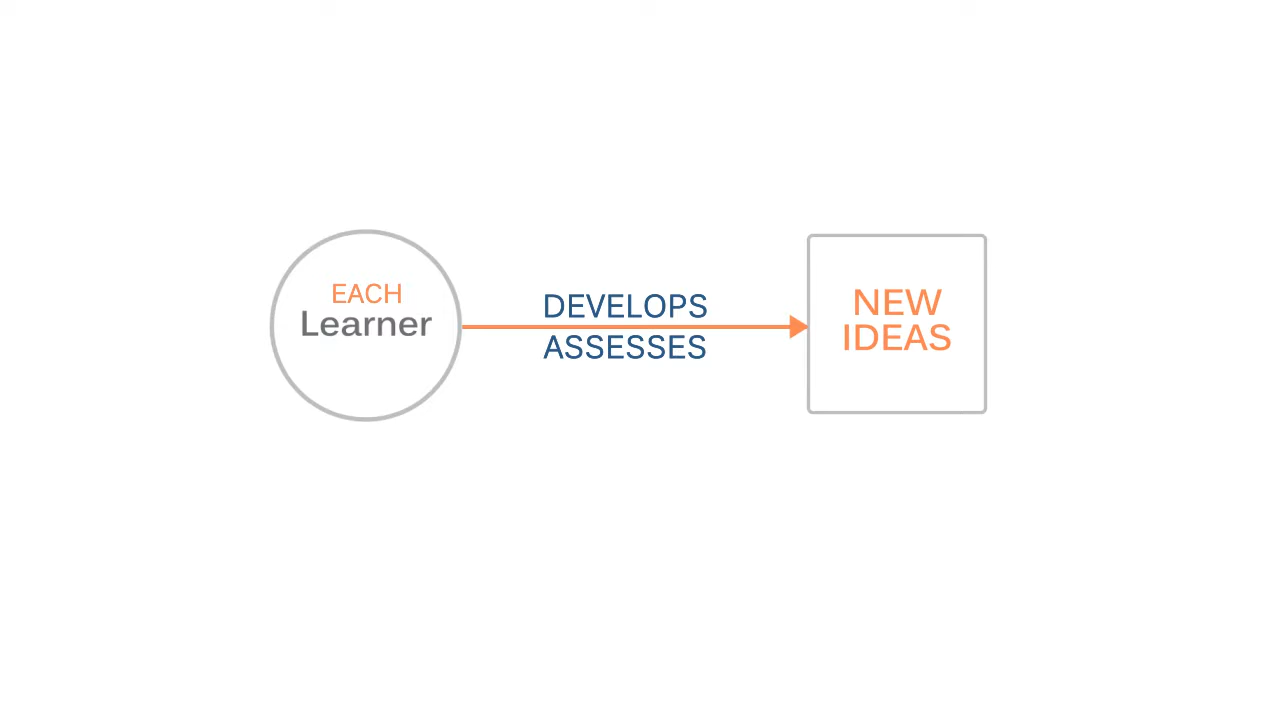 EACH
Learner
DEVELOPS
ASSESSES
NEW
IDEAS